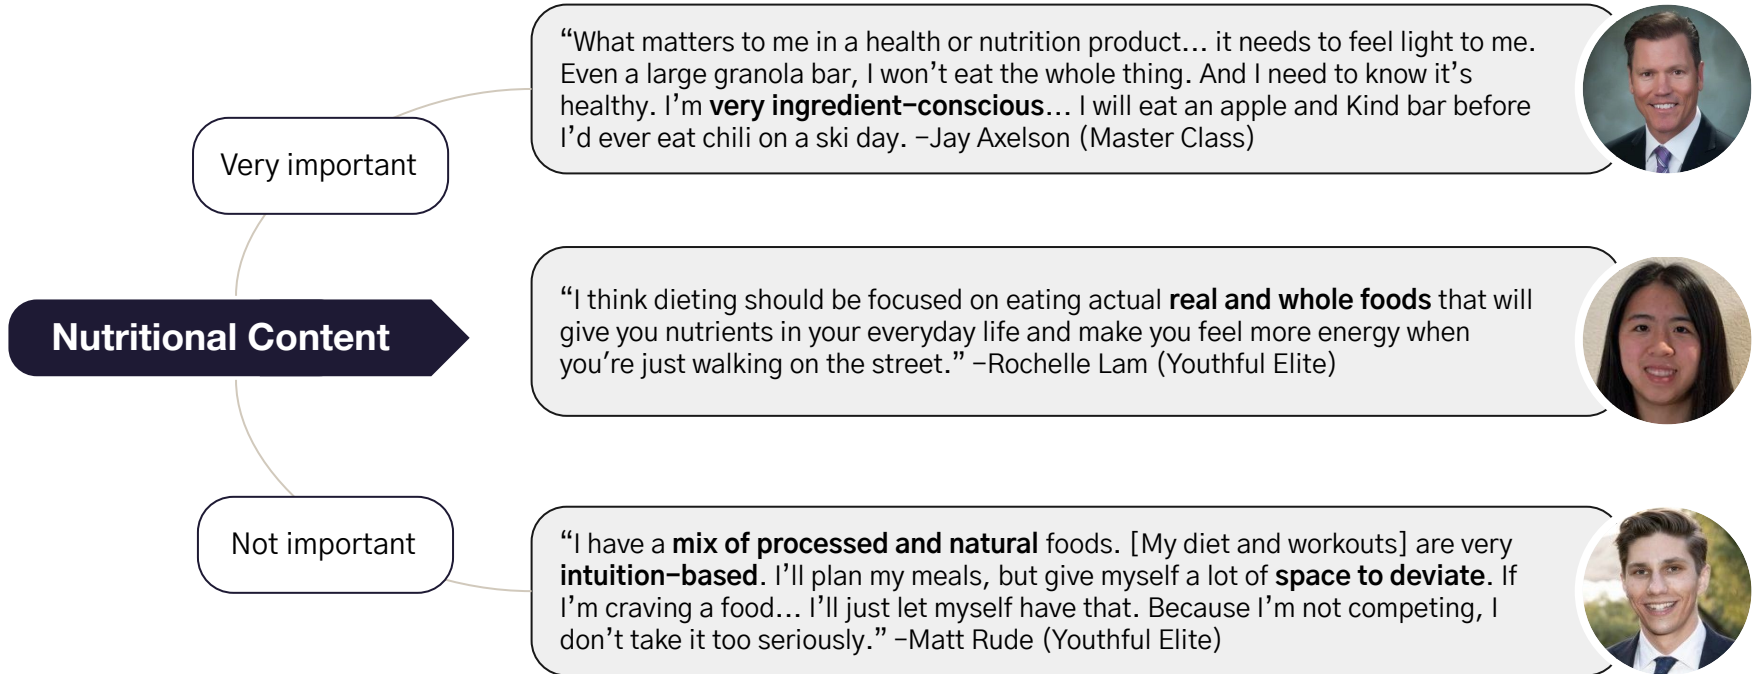 “What matters to me in a health or nutrition product... it needs to feel light to me.
Even a large granola bar, I won’t eat the whole thing. And I need to know it’s
healthy. I’m very ingredient-conscious... I will eat an apple and Kind bar before
I’d ever eat chili on a ski day. -Jay Axelson (Master Class)
Very important
“I think dieting should be focused on eating actual real and whole foods that will
give you nutrients in your everyday life and make you feel more energy when
you’re just walking on the street.” -Rochelle Lam (Youthful Elite)
Nutritional Content
Not important
“I have a mix of processed and natural foods. [My diet and workouts] are very
intuition-based. I’ll plan my meals, but give myself a lot of space to deviate. If
I’m craving a food... I’ll just let myself have that. Because I’m not competing, I
don’t take it too seriously.” -Matt Rude (Youthful Elite)